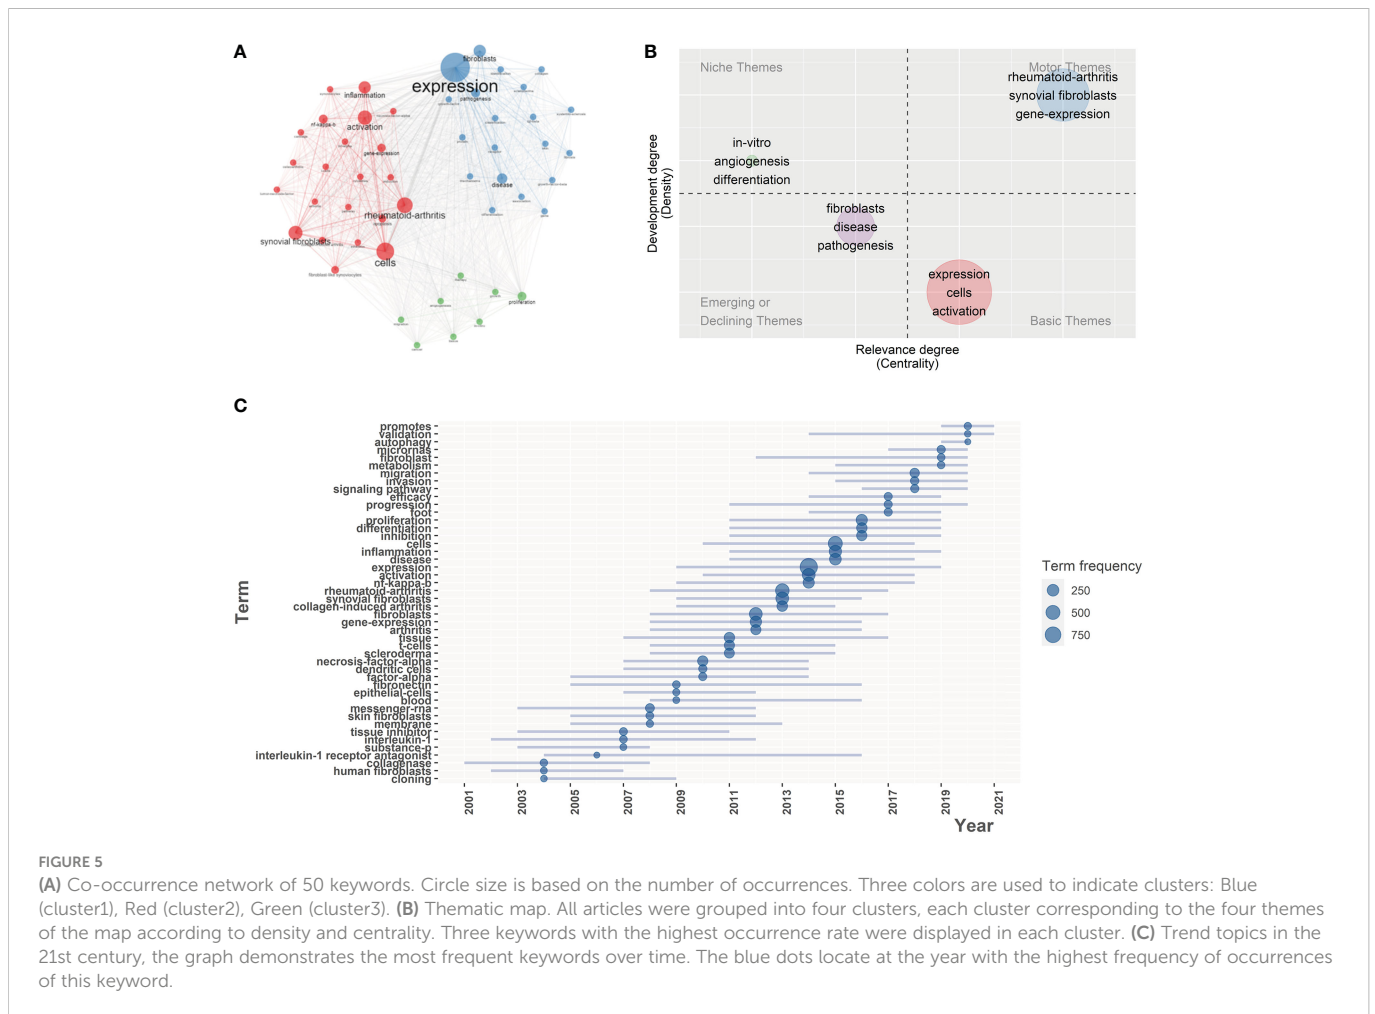 A
fibroblasts
expression
pathogenesis
inflammation
activation
nf-kappa-b
gene-expression
disease
rheumatoid-arthritis
synovial fibroblasts
cells
fibroblast-like synoviocytes
proliferation
B
Niche Themes
Motor Themes
rheumatoid-arthritis
synovial fibroblasts
gene-expression
in-vitro
angiogenesis
differentiation
fibroblasts
disease
pathogenesis
expression
cells
activation
Emerging or
Declining Themes
Basic Themes
Development degree
(Density)
Relevance degree
(Centrality)
C
promotes
validation
autophagy
micrornas
fibroblast
metabolism
migration
invasion
signaling pathway
efficacy
progression
foot
proliferation
differentiation
inhibition
cells
inflammation
disease
expression
activation
nf-kappa-b
rheumatoid-arthritis
synovial fibroblasts
collagen-induced arthritis
fibroblasts
gene-expression
arthritis
tissue
t-cells
scleroderma
necrosis-factor-alpha
dendritic cells
factor-alpha
fibronectin
epithelial-cells
blood
messenger-rna
skin fibroblasts
membrane
tissue inhibitor
interleukin-1
substance-p
interleukin-1 receptor antagonist
collagenase
human fibroblasts
cloning
Term
2001
2003
2005
2007
2009
2011
2013
2015
2017
2019
2021
Year
Term frequency
250
500
750
FIGURE 5
(A) Co-occurrence network of 50 keywords. Circle size is based on the number of occurrences. Three colors are used to indicate clusters: Blue
(cluster1), Red (cluster2), Green (cluster3). (B) Thematic map. All articles were grouped into four clusters, each cluster corresponding to the four themes
of the map according to density and centrality. Three keywords with the highest occurrence rate were displayed in each cluster. (C) Trend topics in the
21st century, the graph demonstrates the most frequent keywords over time. The blue dots locate at the year with the highest frequency of occurrences
of this keyword.